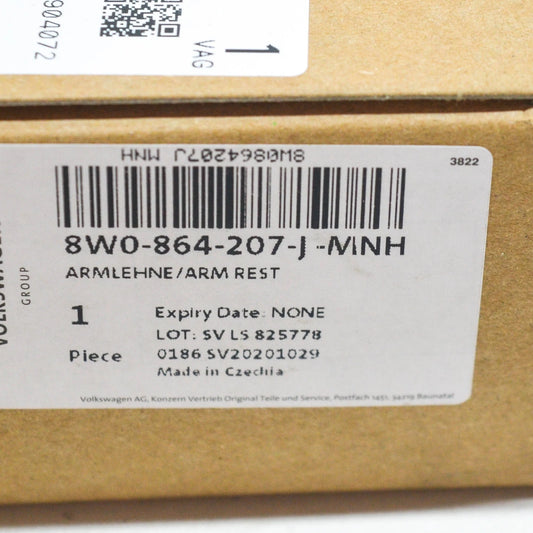 9904072
1
VAG
8W0864207J MNH
3822
8W0-864-207-J -MNH
ARMLEHNE/ARM REST
VOLKSWAGEN
GROUP
1
Piece
Expiry Date: NONE
LOT: SV LS 825778
0186 SV20201029
Made in Czechia
Volkswagen AG, Konzern Vertrieb Original Teile und Service, Postfach 1451, 34219 Baunatal